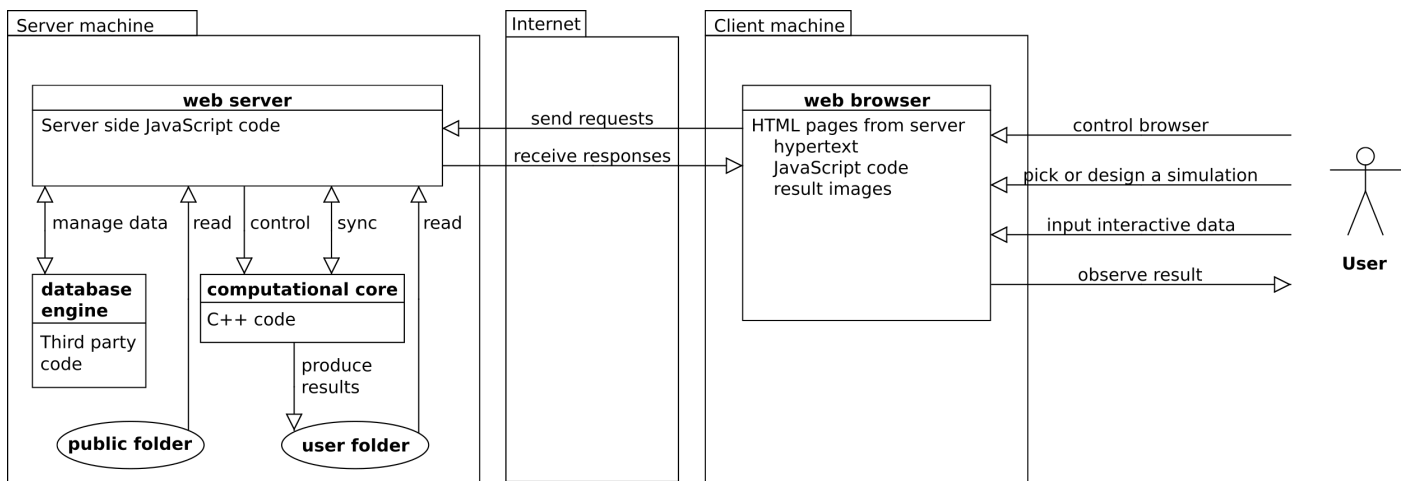 Server machine
Internet
Client machine
web server
Server side JavaScript code
send requests
receive responses
web browser
HTML pages from server
hypertext
JavaScript code
result images
control browser
pick or design a simulation
input interactive data
observe result
User
manage data
read
control
sync
read
database
engine
Third party
code
computational core
C++ code
produce
results
public folder
user folder